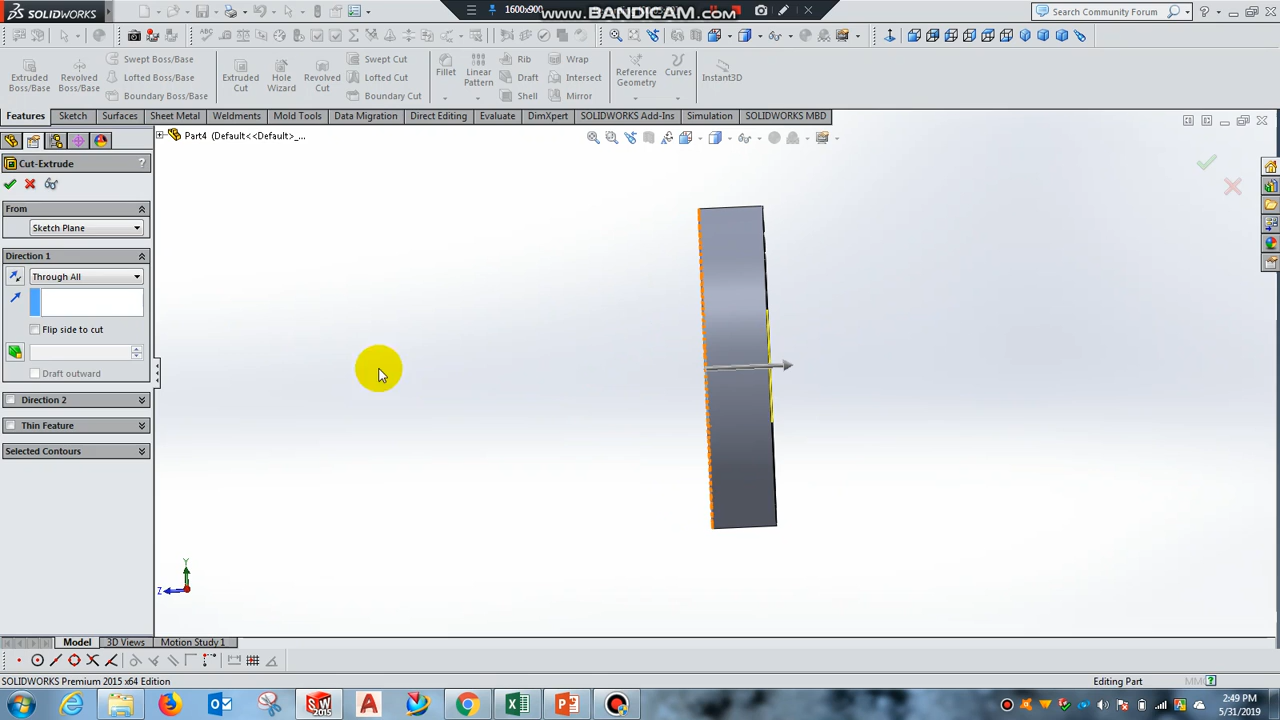 SOLIDWORKS
1600x900
www.BANDICAM.com
Search Community Forum
Extruded Boss/Base
Revolved Boss/Base
Swept Boss/Base
Lofted Boss/Base
Boundary Boss/Base
Extruded Cut
Hole Wizard
Revolved Cut
Swept Cut
Lofted Cut
Boundary Cut
Fillet
Linear Pattern
Rib
Draft
Shell
Wrap
Intersect
Mirror
Reference Geometry
Curves
Instant3D
Features Sketch Surfaces Sheet Metal Weldments Mold Tools Data Migration Direct Editing Evaluate DimXpert SOLIDWORKS Add-Ins Simulation SOLIDWORKS MBD
Part4 (Default<<Default>_...
Cut-Extrude ?
From
Sketch Plane
Direction 1
Through All
Flip side to cut
Draft outward
Direction 2
Thin Feature
Selected Contours
Y
Z
Model 3D Views Motion Study 1
SOLIDWORKS Premium 2015 x64 Edition Editing Part
2:49 PM
5/31/2019